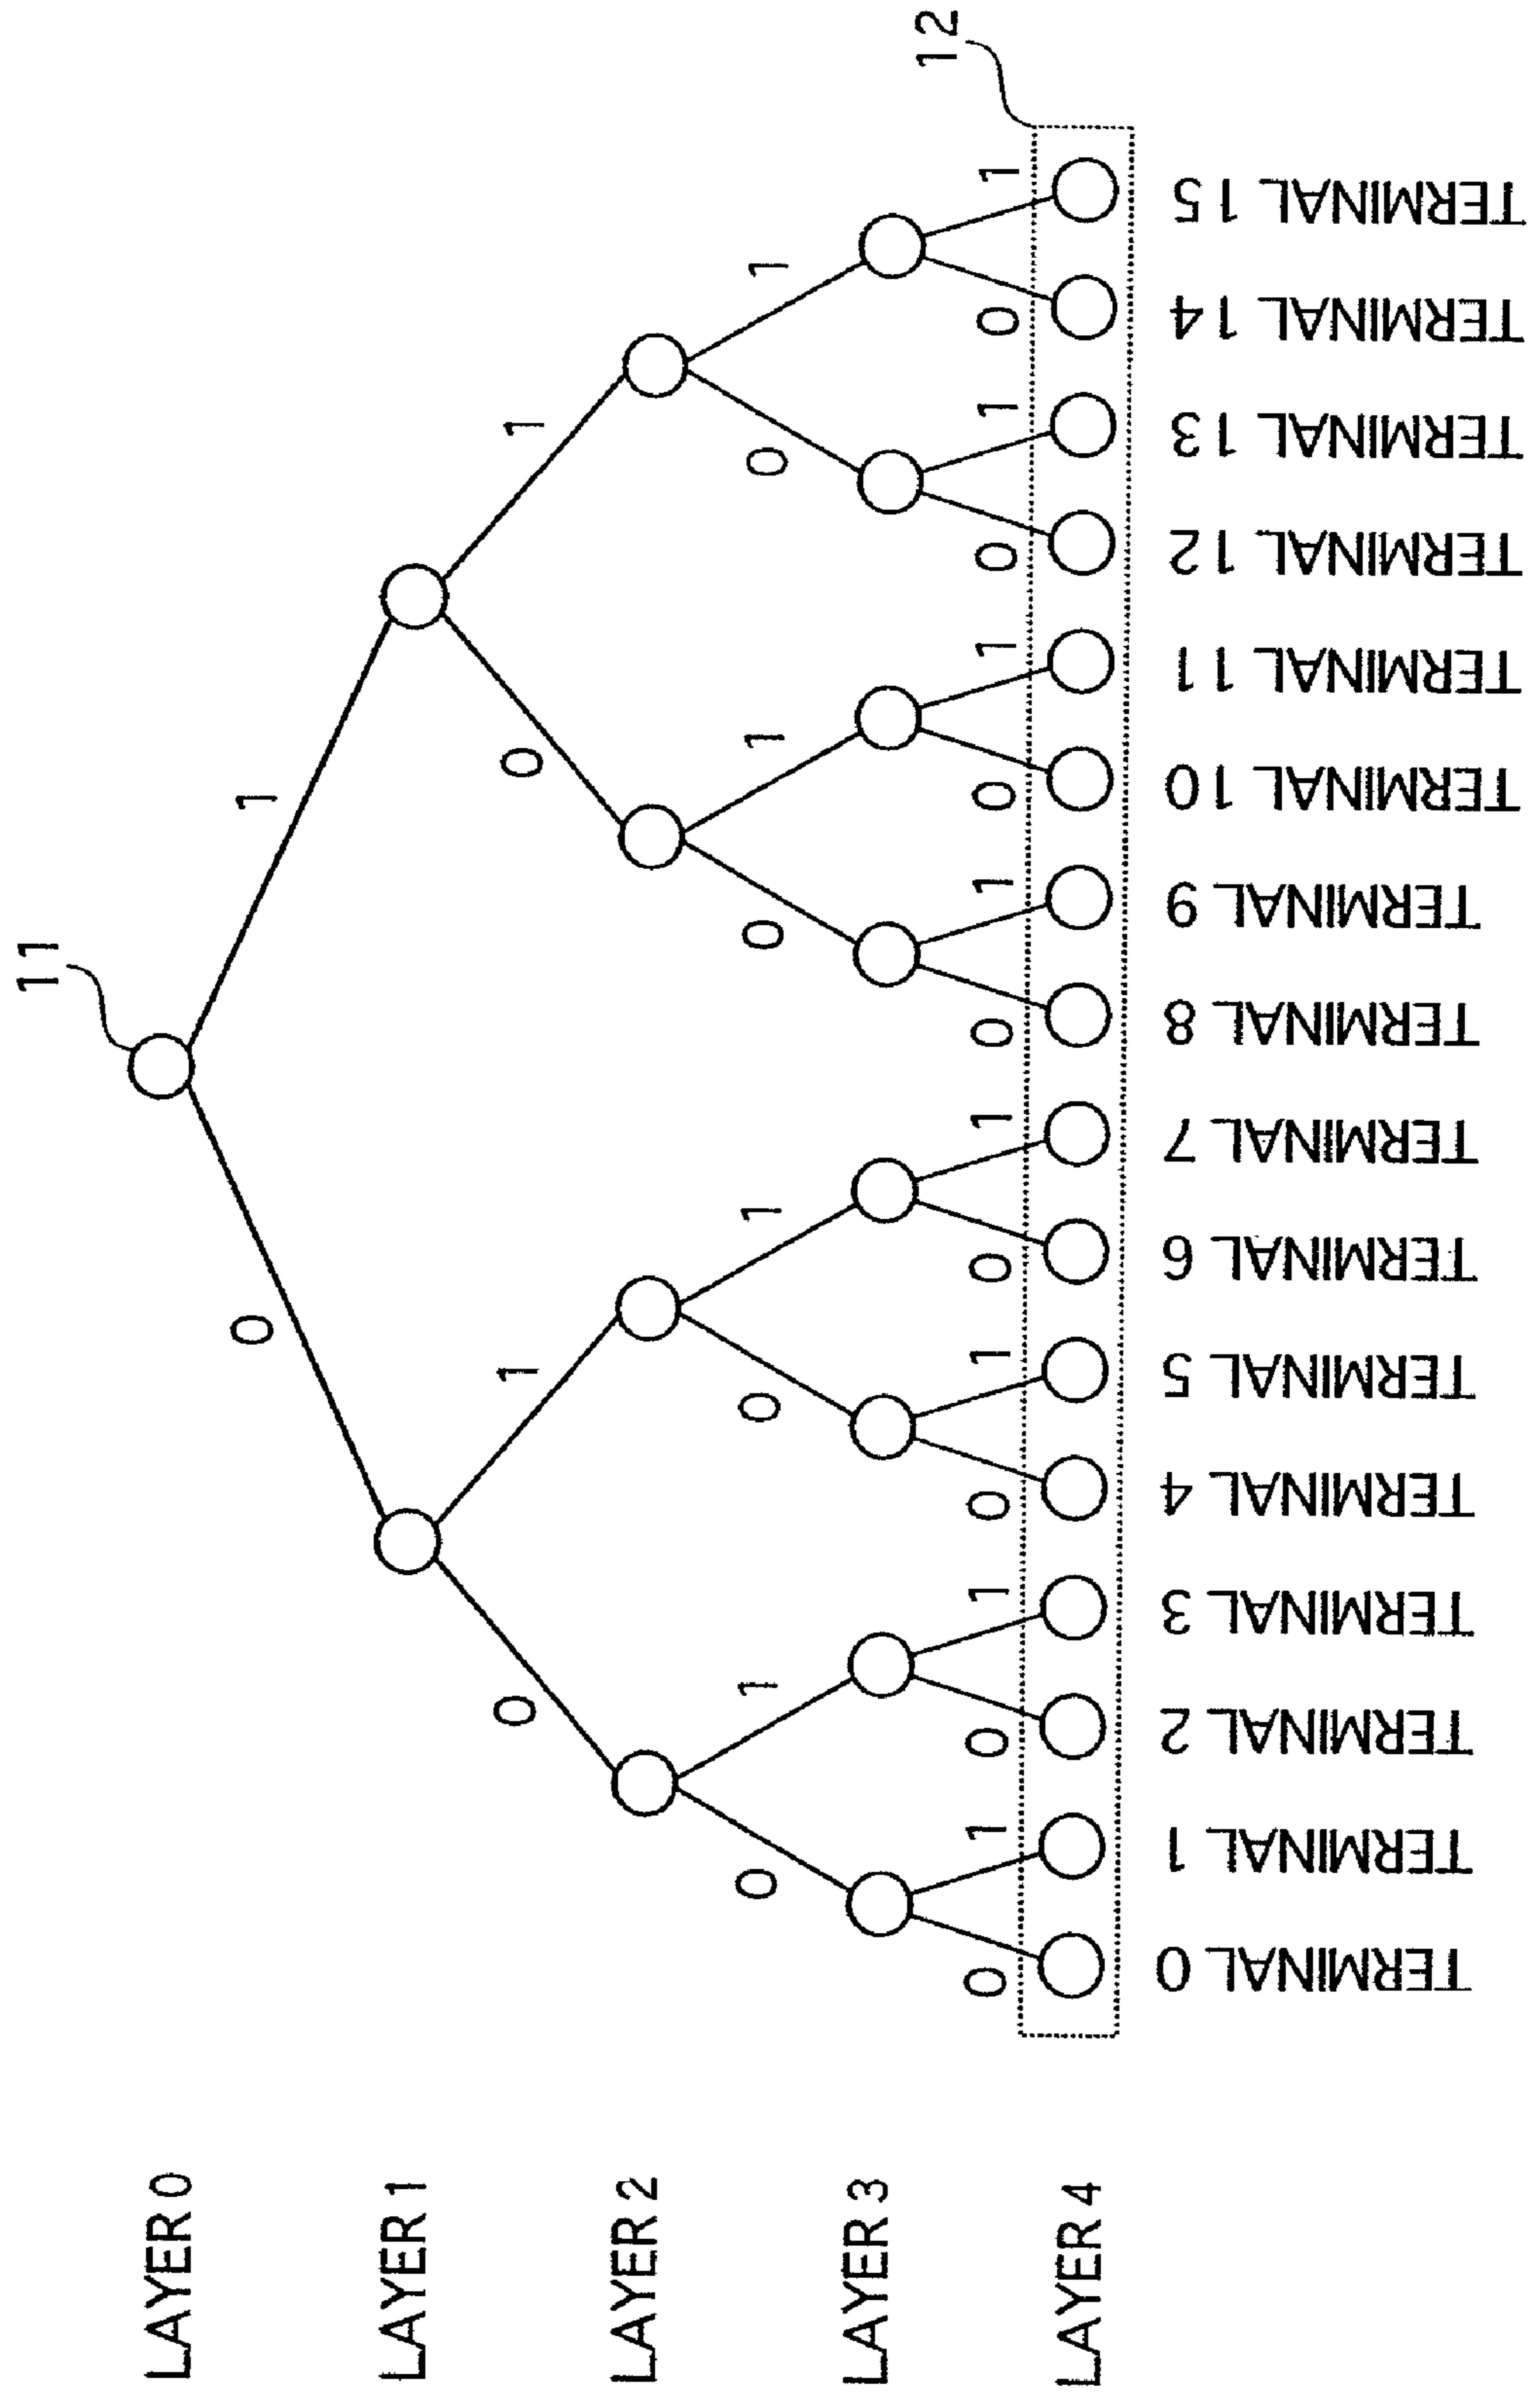 11
LAYER 0
0 1
LAYER 1
0 1 0 1
LAYER 2
0 1 0 1 0 1 0 1
LAYER 3
12
0 1 0 1 0 1 0 1 0 1 0 1 0 1 0 1
LAYER 4
TERMINAL 0
TERMINAL 1
TERMINAL 2
TERMINAL 3
TERMINAL 4
TERMINAL 5
TERMINAL 6
TERMINAL 7
TERMINAL 8
TERMINAL 9
TERMINAL 10
TERMINAL 11
TERMINAL 12
TERMINAL 13
TERMINAL 14
TERMINAL 15